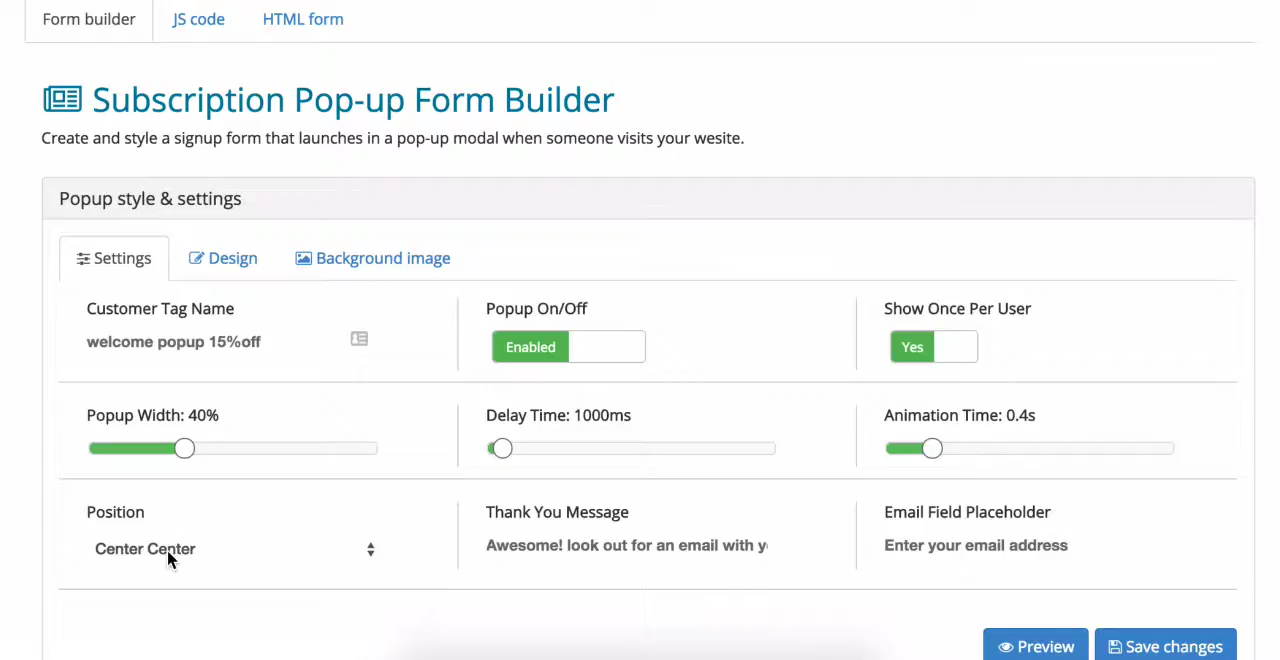 Form builder JS code HTML form
Subscription Pop-up Form Builder
Create and style a signup form that launches in a pop-up modal when someone visits your wesite.
Popup style & settings
Settings Design Background image
Customer Tag Name Popup On/Off Show Once Per User
welcome popup 15%off Enabled Yes
Popup Width: 40% Delay Time: 1000ms Animation Time: 0.4s
Position Thank You Message Email Field Placeholder
Center Center Awesome! look out for an email with y Enter your email address
Preview Save changes